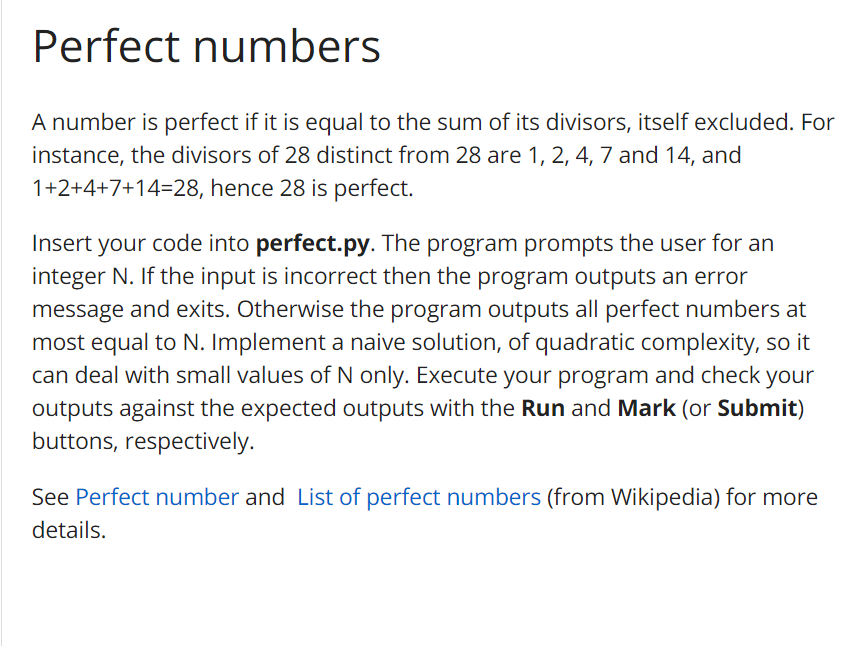 Perfect numbers
A number is perfect if it is equal to the sum of its divisors, itself excluded. For
instance, the divisors of 28 distinct from 28 are 1, 2, 4, 7 and 14, and
1+2+4+7+14=28, hence 28 is perfect.
Insert your code into perfect.py. The program prompts the user for an
integer N. If the input is incorrect then the program outputs an error
message and exits. Otherwise the program outputs all perfect numbers at
most equal to N. Implement a naive solution, of quadratic complexity, so it
can deal with small values of N only. Execute your program and check your
outputs against the expected outputs with the Run and Mark (or Submit)
buttons, respectively.
See Perfect number and List of perfect numbers (from Wikipedia) for more
details.